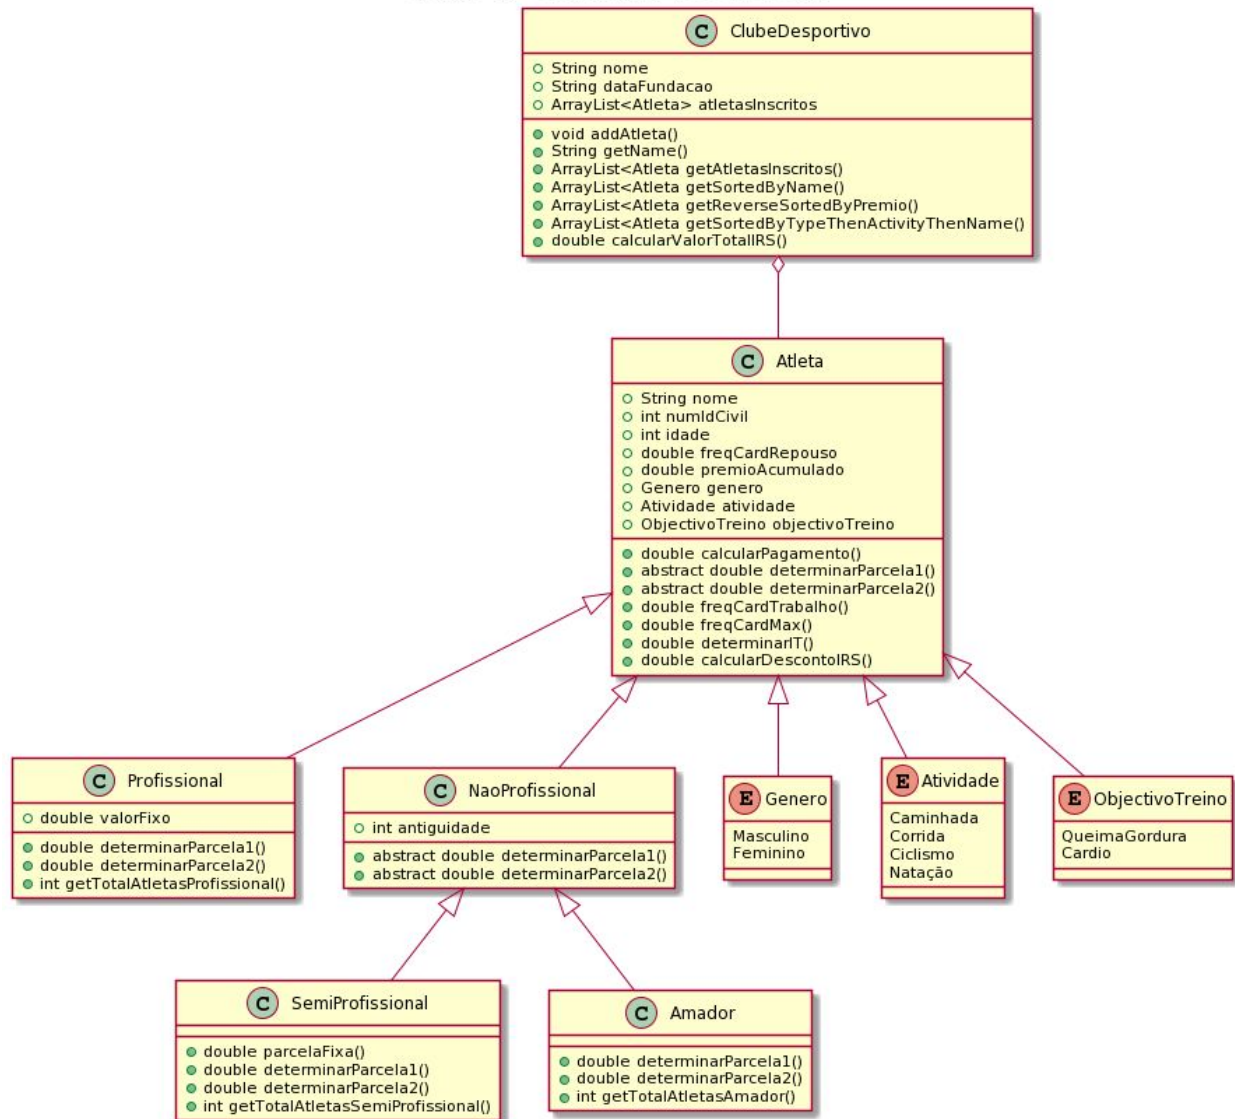 C ClubeDesportivo
String nome
String dataFundacao
ArrayList<Atleta> atletasInscritos
void addAtleta()
String getName()
ArrayList<Atleta getAtletasInscritos()
ArrayList<Atleta getSortedByName()
ArrayList<Atleta getReverseSortedByPremio()
ArrayList<Atleta getSortedByTypeThenActivityThenName()
double calcularValorTotalIRS()
C Atleta
String nome
int numIdCivil
int idade
double freqCardRepouso
double premioAcumulado
Genero genero
Atividade atividade
ObjectivoTreino objectivoTreino
double calcularPagamento()
abstract double determinarParcela1()
abstract double determinarParcela2()
double freqCardTrabalho()
double freqCardMax()
double determinarIT()
double calcularDescontoIRS()
C Profissional
double valorFixo
double determinarParcela1()
double determinarParcela2()
int getTotalAtletasProfissional()
C NaoProfissional
int antiguidade
abstract double determinarParcela1()
abstract double determinarParcela2()
E Genero
Masculino
Feminino
E Atividade
Caminhada
Corrida
Ciclismo
Natação
E ObjectivoTreino
QueimaGordura
Cardio
C SemiProfissional
double parcelaFixa()
double determinarParcela1()
double determinarParcela2()
int getTotalAtletasSemiProfissional()
C Amador
double determinarParcela1()
double determinarParcela2()
int getTotalAtletasAmador()